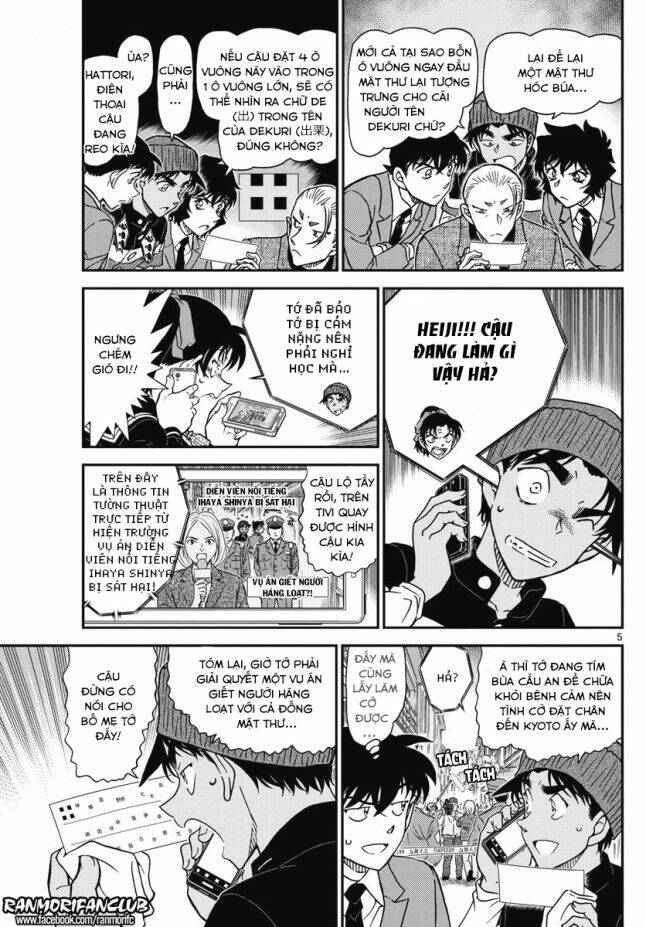 LẠI ĐỂ LẠI
MỘT MẬT THƯ
HÓC BÚA...
MỚI CẢ TẠI SAO BỐN
Ô VUÔNG NGAY ĐẦU
MẬT THƯ LẠI TƯỢNG
TRƯNG CHO CÁI
NGƯỜI TÊN
DEKURI CHỨ?
NẾU CẬU ĐẶT 4 Ô
VUÔNG NÀY VÀO TRONG
1 Ô VUÔNG LỚN, SẼ CÓ
THỂ NHÌN RA CHỮ DE
(出) TRONG TÊN
CỦA DEKURI (出栗),
ĐÚNG KHÔNG?
CŨNG
PHẢI
...
ỦA?
HATTORI,
ĐIỆN
THOẠI
CẬU
ĐANG
REO KÌA!
HEIJI!!! CẬU
ĐANG LÀM GÌ
VẬY HẢ?
TỚ ĐÃ BẢO
TỚ BỊ CẢM
NẶNG NÊN
PHẢI NGHỈ
HỌC MÀ...
NGƯNG
CHÉM
GIÓ ĐI!!
CẬU LỘ TẨY
RỒI, TRÊN
TIVI QUAY
ĐƯỢC HÌNH
CẬU KIA
KÌA!
DIỄN VIÊN NỔI TIẾNG
IHAYA SHINYA BỊ SÁT HẠI
VỤ ÁN GIẾT NGƯỜI
HÀNG LOẠT?!
TRÊN ĐÂY
LÀ THÔNG TIN
TƯỜNG THUẬT
TRỰC TIẾP TỪ
HIỆN TRƯỜNG
VỤ ÁN DIỄN
VIÊN NỔI TIẾNG
IHAYA SHINYA
BỊ SÁT HẠI!
5
À THÌ TỚ ĐANG TÌM
BÙA CẦU AN ĐỂ CHỮA
KHỎI BỆNH CẢM NÊN
TÌNH CỜ ĐẶT CHÂN
ĐẾN KYOTO ẤY MÀ...
HẢ?
TÁCH
TÁCH
ĐẤY MÀ
CŨNG
LẤY LÀM
CỚ
ĐƯỢC
...
TÓM LẠI, GIỜ TỚ PHẢI
GIẢI QUYẾT MỘT VỤ ÁN
GIẾT NGƯỜI HÀNG
LOẠT VỚI CẢ ĐỐNG
MẬT THƯ...
CẬU
ĐỪNG CÓ
NÓI CHO
BỐ MẸ TỚ
ĐẤY!
RANMORIFANCLUB
www.facebook.com/ranmorifc